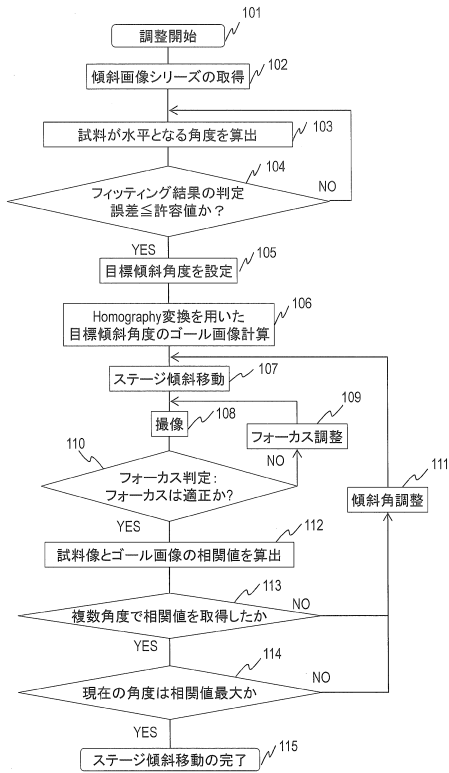 101
調整開始
102
傾斜画像シリーズの取得
103
試料が水平となる角度を算出
104
フィッティング結果の判定
誤差≦許容値か？
NO
YES
105
目標傾斜角度を設定
106
Homography変換を用いた
目標傾斜角度のゴール画像計算
107
ステージ傾斜移動
108
撮像
109
フォーカス調整
110
フォーカス判定：
フォーカスは適正か？
NO
YES
111
傾斜角調整
112
試料像とゴール画像の相関値を算出
113
複数角度で相関値を取得したか
NO
YES
114
現在の角度は相関値最大か
NO
YES
115
ステージ傾斜移動の完了